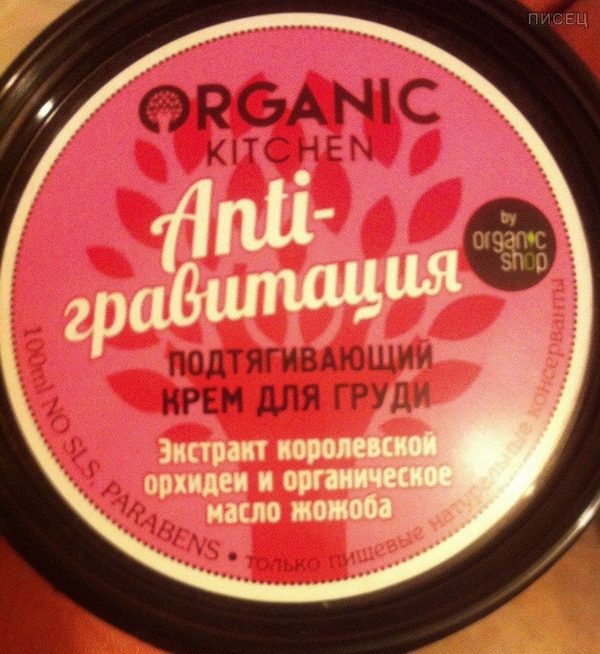 писец
ORGANIC
KITCHEN
Anti-
гравитация
by
organic
shop
ПОДТЯГИВАЮЩИЙ
КРЕМ ДЛЯ ГРУДИ
Экстракт королевской
орхидеи и органическое
масло жожоба
100ml NO SLS, PARABENS • только пищевые натуральные консерванты